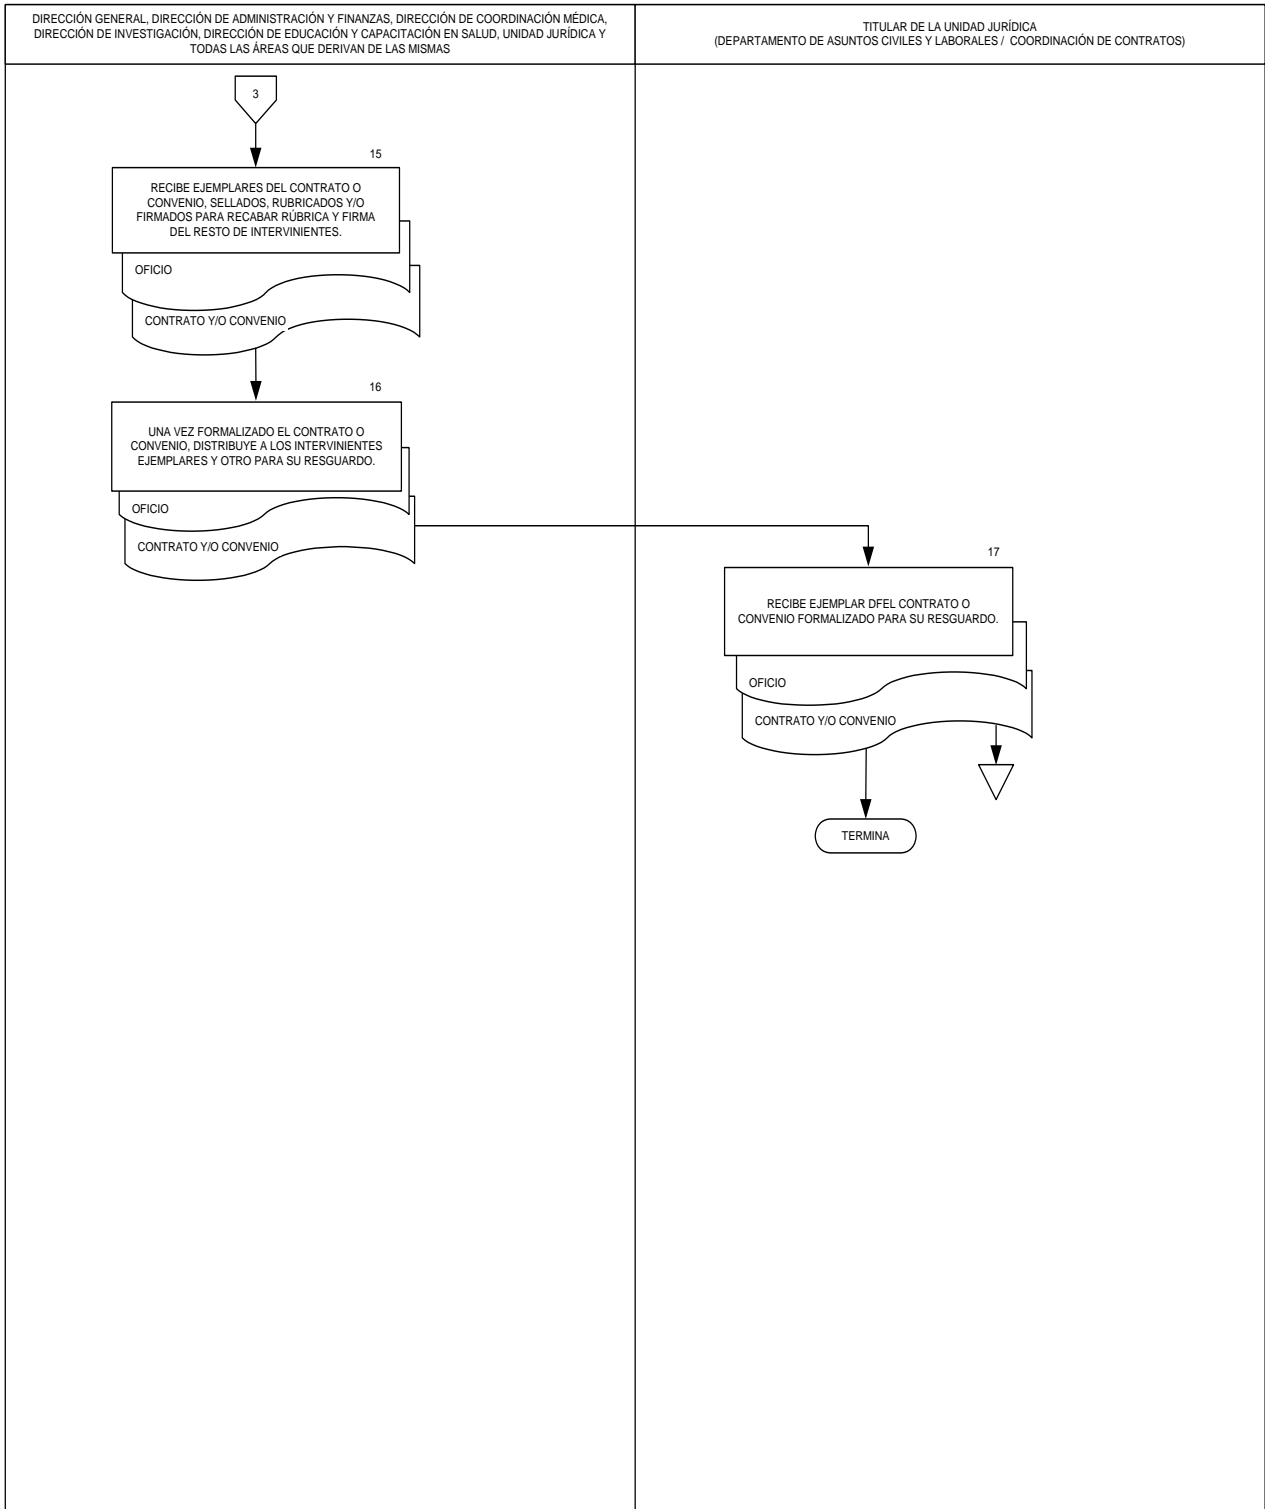 DIRECCIÓN GENERAL, DIRECCIÓN DE ADMINISTRACIÓN Y FINANZAS, DIRECCIÓN DE COORDINACIÓN MÉDICA,
DIRECCIÓN DE INVESTIGACIÓN, DIRECCIÓN DE EDUCACIÓN Y CAPACITACIÓN EN SALUD, UNIDAD JURÍDICA Y
TODAS LAS ÁREAS QUE DERIVAN DE LAS MISMAS
TITULAR DE LA UNIDAD JURÍDICA
(DEPARTAMENTO DE ASUNTOS CIVILES Y LABORALES / COORDINACIÓN DE CONTRATOS)
3
15
RECIBE EJEMPLARES DEL CONTRATO O
CONVENIO, SELLADOS, RUBRICADOS Y/O
FIRMADOS PARA RECABAR RÚBRICA Y FIRMA
DEL RESTO DE INTERVINIENTES.
OFICIO
CONTRATO Y/O CONVENIO
16
UNA VEZ FORMALIZADO EL CONTRATO O
CONVENIO, DISTRIBUYE A LOS INTERVINIENTES
EJEMPLARES Y OTRO PARA SU RESGUARDO.
OFICIO
CONTRATO Y/O CONVENIO
17
RECIBE EJEMPLAR DFEL CONTRATO O
CONVENIO FORMALIZADO PARA SU RESGUARDO.
OFICIO
CONTRATO Y/O CONVENIO
TERMINA